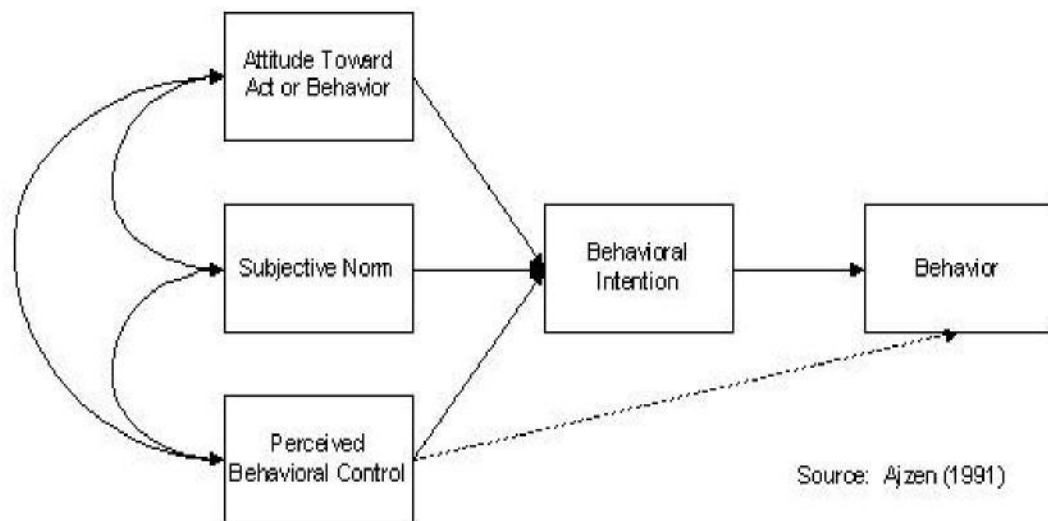 Attitude Toward
Act or Behavior
Subjective Norm
Behavioral
Intention
Behavior
Perceived
Behavioral Control
Source: Ajzen (1991)